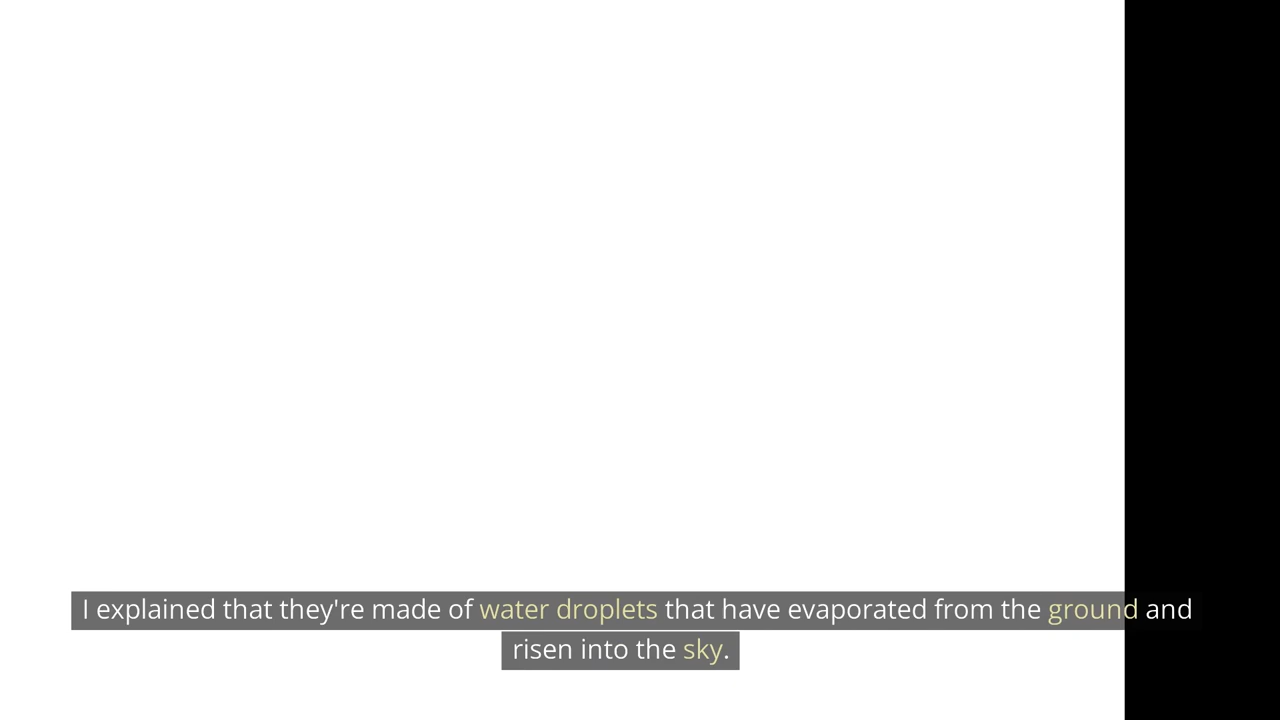 I explained that they're made of water droplets that have evaporated from the ground and
risen into the sky.